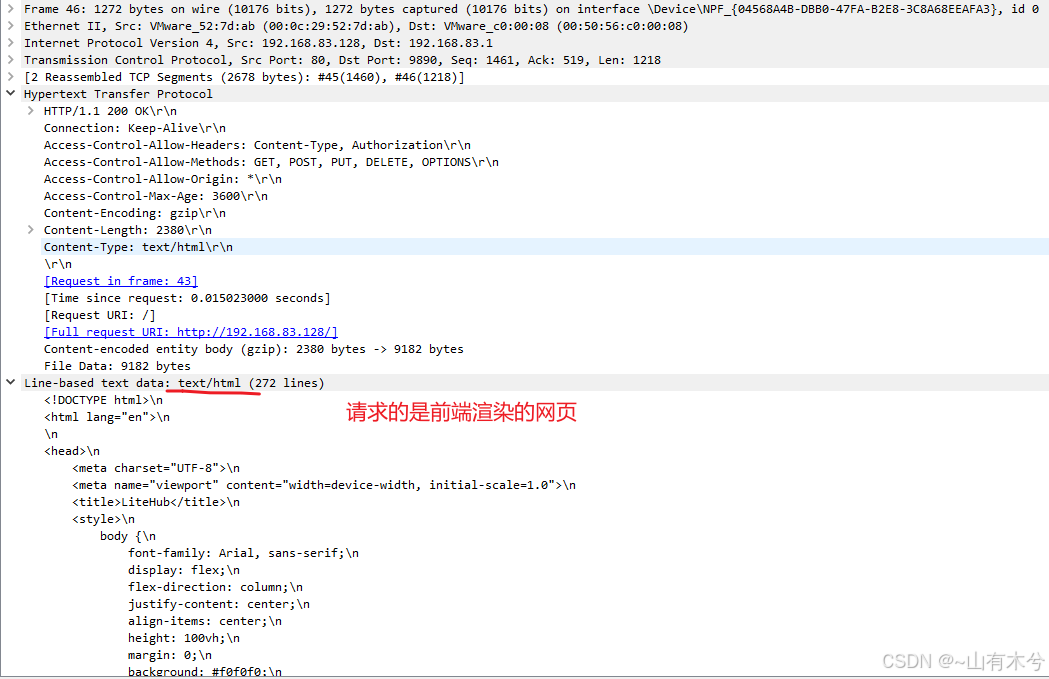 Frame 46: 1272 bytes on wire (10176 bits), 1272 bytes captured (10176 bits) on interface \Device\NPF_{04568A4B-DBB0-47FA-B2E8-3C8A68EEAFA3}, id 0
Ethernet II, Src: VMware_52:7d:ab (00:0c:29:52:7d:ab), Dst: VMware_c0:00:08 (00:50:56:c0:00:08)
Internet Protocol Version 4, Src: 192.168.83.128, Dst: 192.168.83.1
Transmission Control Protocol, Src Port: 80, Dst Port: 9890, Seq: 1461, Ack: 519, Len: 1218
[2 Reassembled TCP Segments (2678 bytes): #45(1460), #46(1218)]
Hypertext Transfer Protocol
HTTP/1.1 200 OK\r\n
Connection: Keep-Alive\r\n
Access-Control-Allow-Headers: Content-Type, Authorization\r\n
Access-Control-Allow-Methods: GET, POST, PUT, DELETE, OPTIONS\r\n
Access-Control-Allow-Origin: *\r\n
Access-Control-Max-Age: 3600\r\n
Content-Encoding: gzip\r\n
Content-Length: 2380\r\n
Content-Type: text/html\r\n
\r\n
[Request in frame: 43]
[Time since request: 0.015023000 seconds]
[Request URI: /]
[Full request URI: http://192.168.83.128/]
Content-encoded entity body (gzip): 2380 bytes -> 9182 bytes
File Data: 9182 bytes
Line-based text data: text/html (272 lines)
<!DOCTYPE html>\n
<html lang="en">\n
请求的是前端渲染的网页
\n
<head>\n
<meta charset="UTF-8">\n
<meta name="viewport" content="width=device-width, initial-scale=1.0">\n
<title>LiteHub</title>\n
<style>\n
body {\n
font-family: Arial, sans-serif;\n
display: flex;\n
flex-direction: column;\n
justify-content: center;\n
align-items: center;\n
height: 100vh;\n
margin: 0;\n
background: #f0f0f0;\n
CSDN @~山有木兮